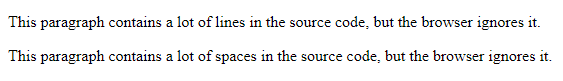 This paragraph contains a lot of lines in the source code, but the browser ignores it.
This paragraph contains a lot of spaces in the source code, but the browser ignores it.